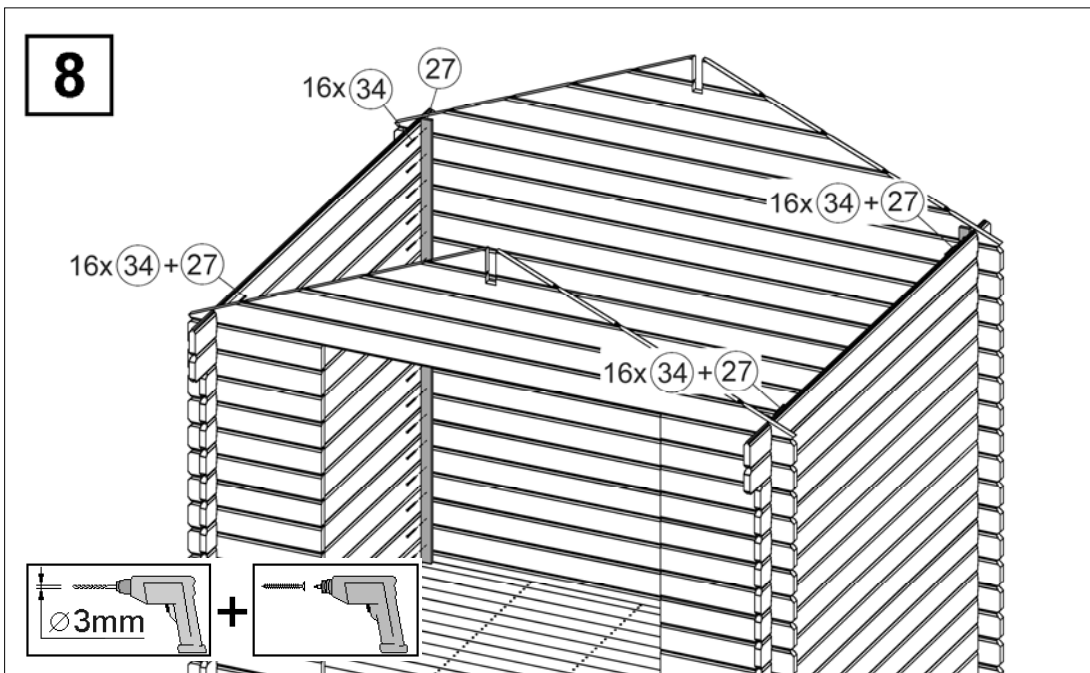 8
16x 34
27
16x 34 + 27
16x 34 + 27
16x 34 + 27
⌀3mm
+